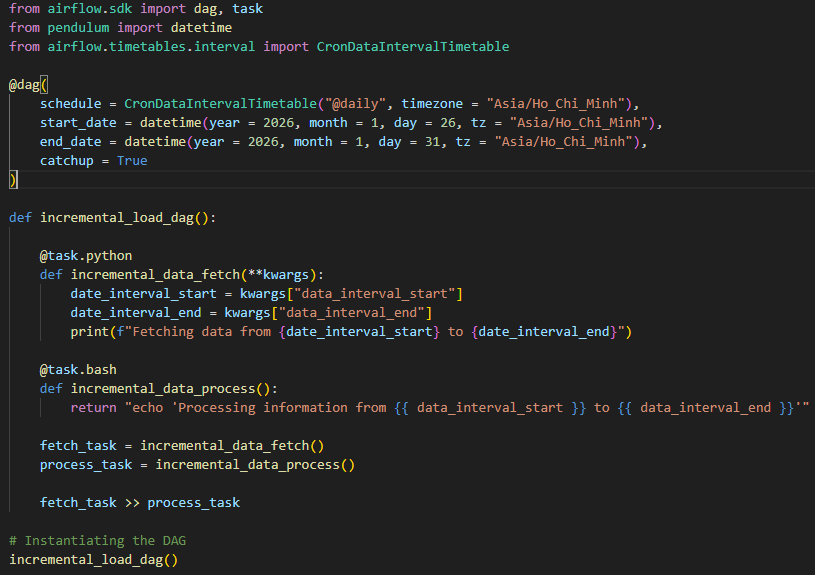 from airflow.sdk import dag, task
from pendulum import datetime
from airflow.timetables.interval import CronDataIntervalTimetable
@dag(
schedule = CronDataIntervalTimetable("@daily", timezone = "Asia/Ho_Chi_Minh"),
start_date = datetime(year = 2026, month = 1, day = 26, tz = "Asia/Ho_Chi_Minh"),
end_date = datetime(year = 2026, month = 1, day = 31, tz = "Asia/Ho_Chi_Minh"),
catchup = True
)
def incremental_load_dag():
@task.python
def incremental_data_fetch(**kwargs):
date_interval_start = kwargs["data_interval_start"]
date_interval_end = kwargs["data_interval_end"]
print(f"Fetching data from {date_interval_start} to {date_interval_end}")
@task.bash
def incremental_data_process():
return "echo 'Processing information from {{ data_interval_start }} to {{ data_interval_end }}'"
fetch_task = incremental_data_fetch()
process_task = incremental_data_process()
fetch_task >> process_task
# Instantiating the DAG
incremental_load_dag()